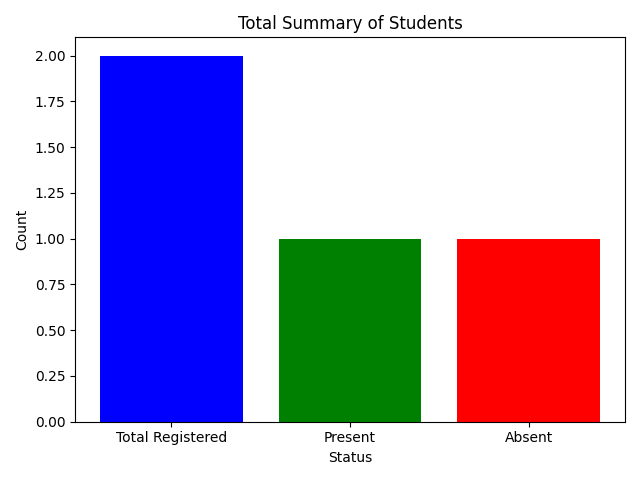 Total Summary of Students
2.00
1.75
1.50
1.25
1.00
0.75
0.50
0.25
0.00
Count
Total Registered Present Absent
Status